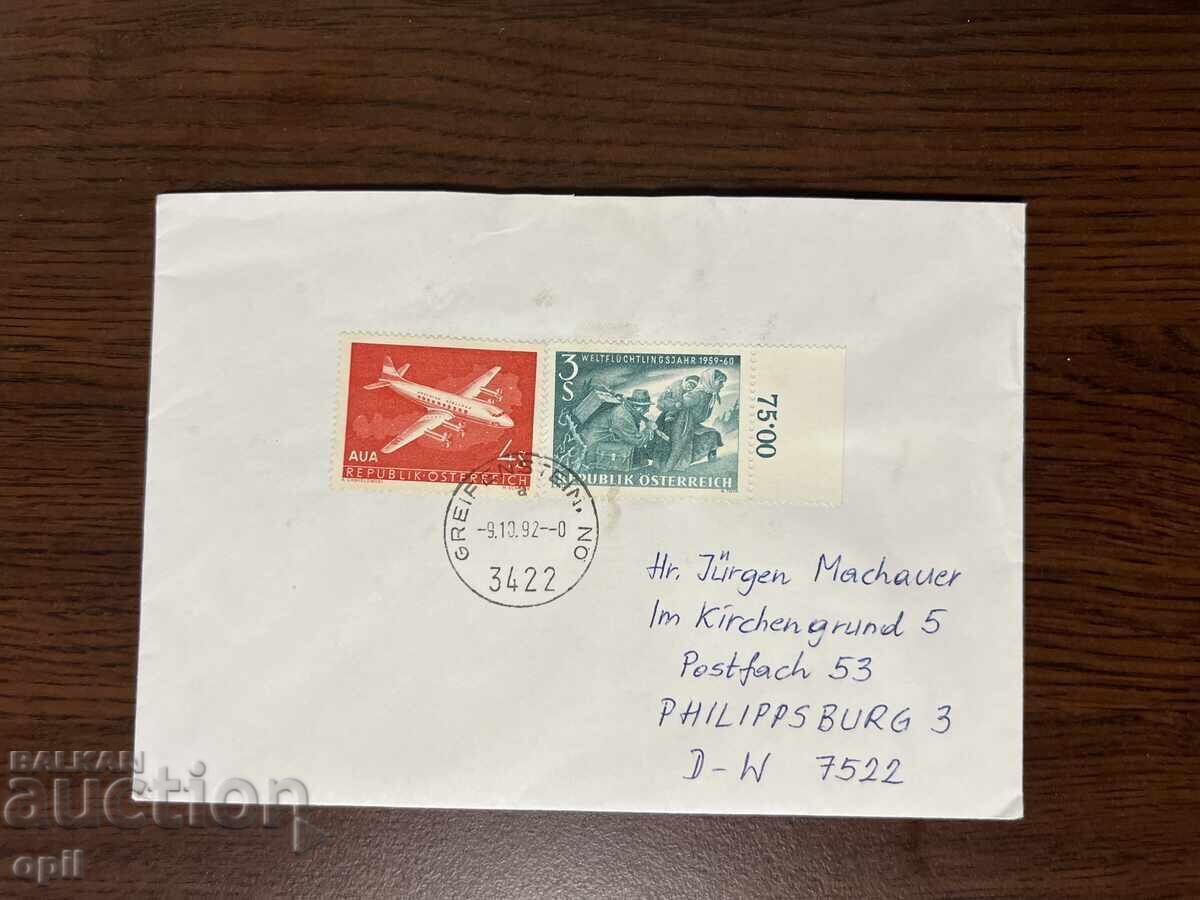 AUA
4S
REPUBLIK·ÖSTERREICH
3
S
WELTFLÜCHTLINGSJAHR 1959-60
REPUBLIK ÖSTERREICH
75·00
GREIFENSTEIN, NÖ
a
-9.10.92--0
3422
Hr. Jürgen Machauer
Im Kirchengrund 5
Postfach 53
PHILIPPSBURG 3
D-W 7522
BALKAN
auction
opil